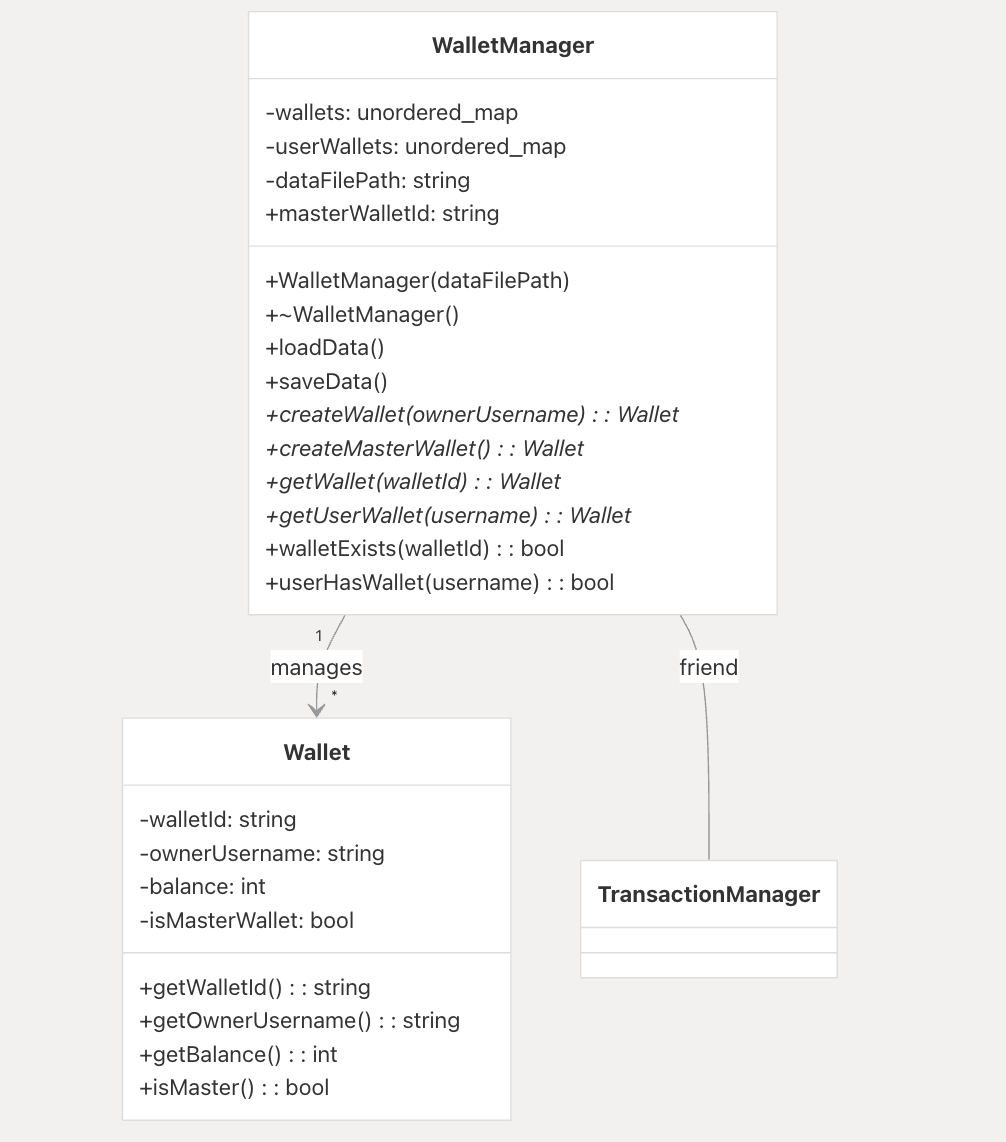 WalletManager
-wallets: unordered_map
-userWallets: unordered_map
-dataFilePath: string
+masterWalletId: string
+WalletManager(dataFilePath)
+~WalletManager()
+loadData()
+saveData()
+createWallet(ownerUsername) : : Wallet
+createMasterWallet() : : Wallet
+getWallet(walletId) : : Wallet
+getUserWallet(username) : : Wallet
+walletExists(walletId) : : bool
+userHasWallet(username) : : bool
1
manages
*
friend
Wallet
-walletId: string
-ownerUsername: string
-balance: int
-isMasterWallet: bool
+getWalletId() : : string
+getOwnerUsername() : : string
+getBalance() : : int
+isMaster() : : bool
TransactionManager